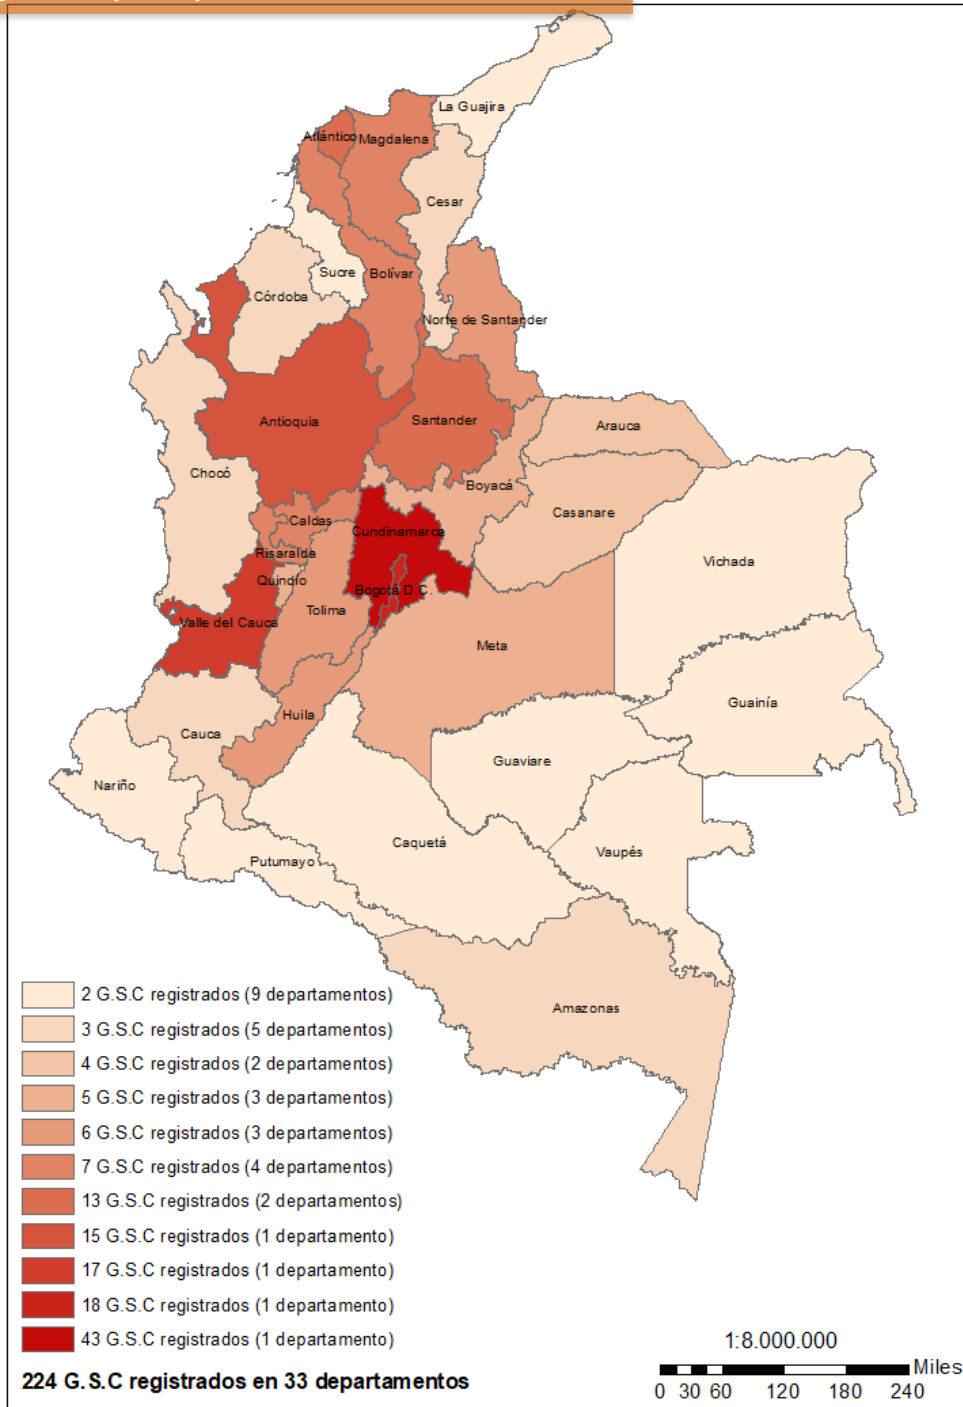 La Guajira
Atlántico
Magdalena
Cesar
Sucre
Bolívar
Córdoba
Norte de Santander
Antioquia
Santander
Arauca
Chocó
Boyacá
Casanare
Caldas
Cundinamarca
Risaralda
Vichada
Quindío
Bogotá D.C.
Tolima
Valle del Cauca
Meta
Guainía
Huila
Cauca
Guaviare
Nariño
Caquetá
Vaupés
Putumayo
Amazonas
2 G.S.C registrados (9 departamentos)
3 G.S.C registrados (5 departamentos)
4 G.S.C registrados (2 departamentos)
5 G.S.C registrados (3 departamentos)
6 G.S.C registrados (3 departamentos)
7 G.S.C registrados (4 departamentos)
13 G.S.C registrados (2 departamentos)
15 G.S.C registrados (1 departamento)
17 G.S.C registrados (1 departamento)
18 G.S.C registrados (1 departamento)
43 G.S.C registrados (1 departamento)
224 G.S.C registrados en 33 departamentos
1:8.000.000
Miles
0 30 60 120 180 240